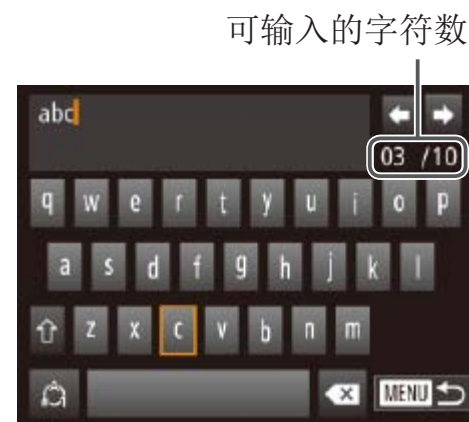 可输入的字符数
abc
03 /10
q w e r t y u i o p
a s d f g h j k l
z x c v b n m
MENU